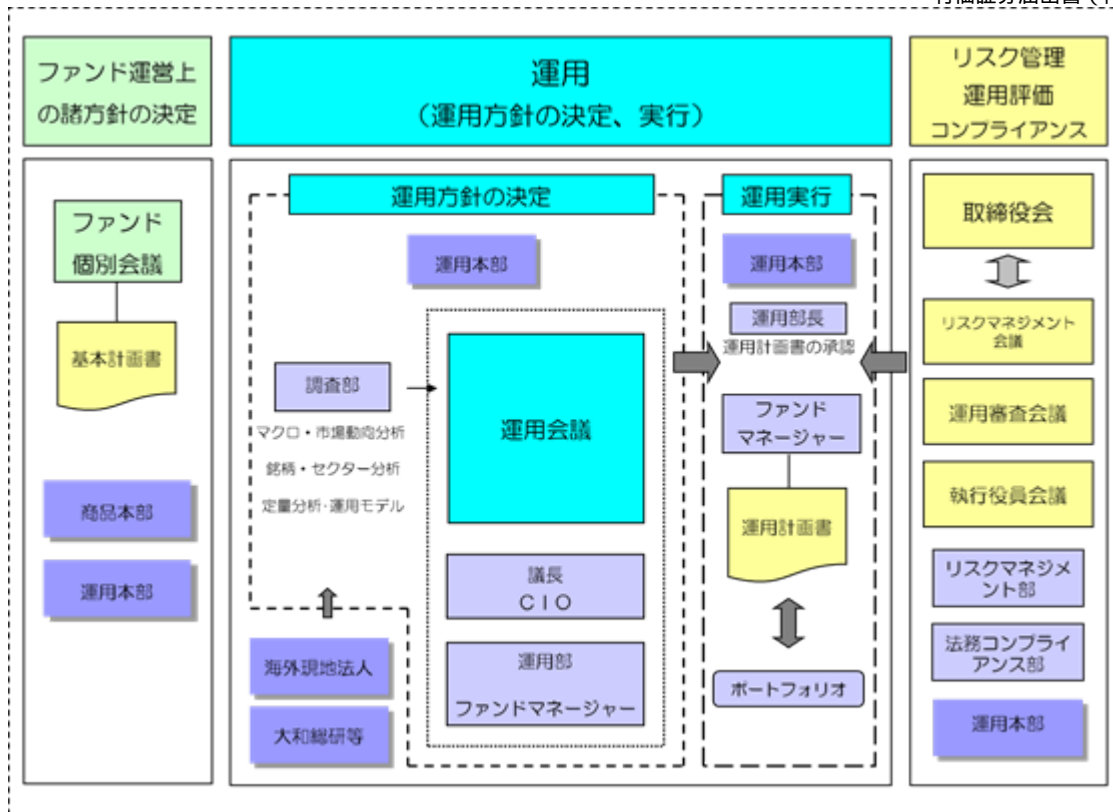 ファンド運営上
の諸方針の決定
ファンド
個別会議
基本計画書
商品本部
運用本部
運用
（運用方針の決定、実行）
運用方針の決定
運用本部
調査部
マクロ・市場動向分析
銘柄・セクター分析
定量分析・運用モデル
運用会議
議長
ＣＩＯ
運用部
ファンドマネージャー
海外現地法人
大和総研等
運用実行
運用本部
運用部長
運用計画書の承認
ファンド
マネージャー
運用計画書
ポートフォリオ
リスク管理
運用評価
コンプライアンス
取締役会
リスクマネジメント
会議
運用審査会議
執行役員会議
リスクマネジメ
ント部
法務コンプライ
アンス部
運用本部